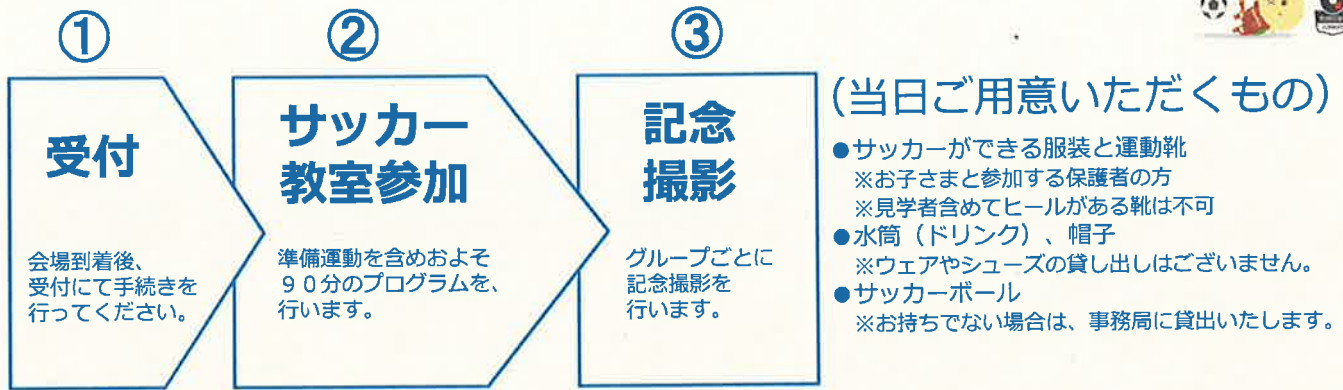 ①
受付
会場到着後、
受付にて手続きを
行ってください。
②
サッカー
教室参加
準備運動を含めおよそ
９０分のプログラムを、
行います。
③
記念
撮影
グループごとに
記念撮影を
行います。
（当日ご用意いただくもの）
●サッカーができる服装と運動靴
※お子さまと参加する保護者の方
※見学者含めてヒールがある靴は不可
●水筒（ドリンク）、帽子
※ウェアやシューズの貸し出しはございません。
●サッカーボール
※お持ちでない場合は、事務局に貸出いたします。